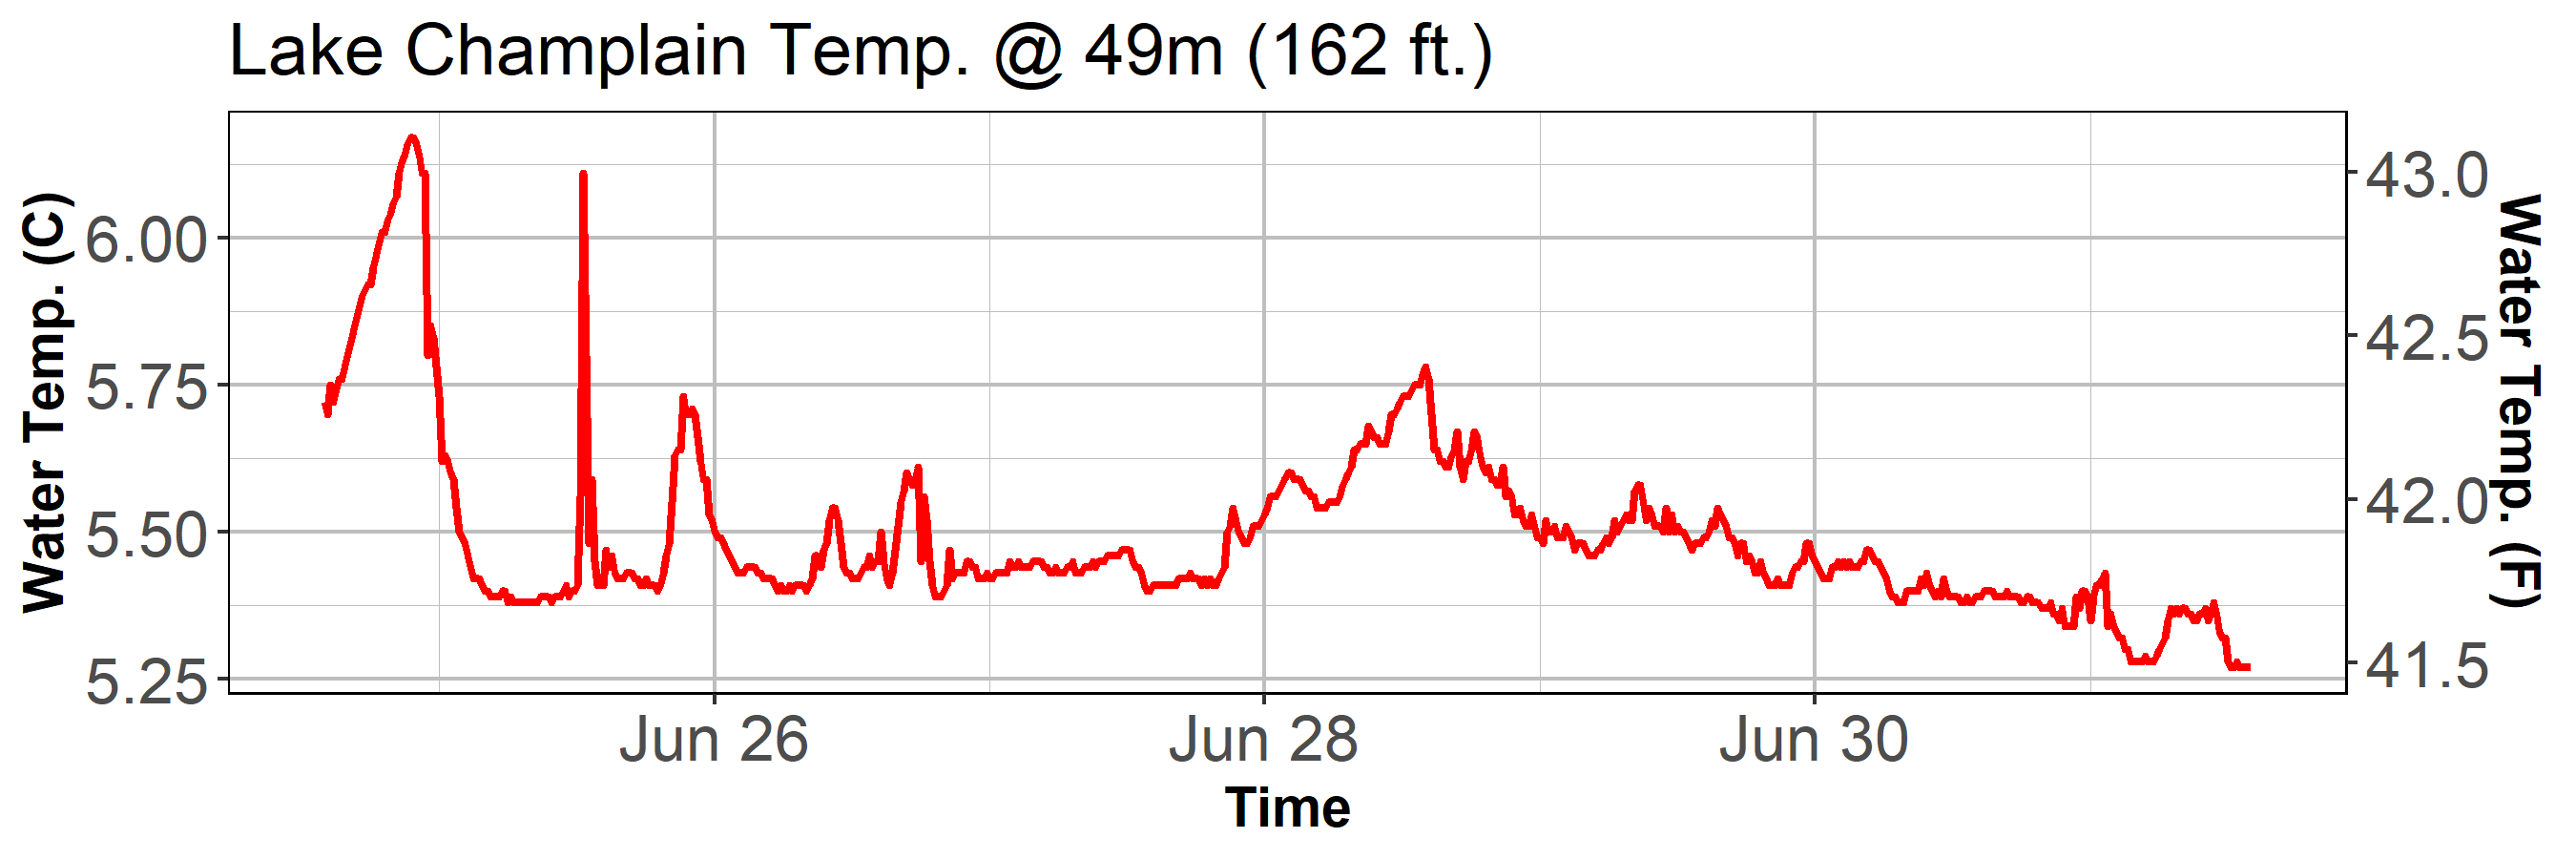 Lake Champlain Temp. @ 49m (162 ft.)
Water Temp. (C)
6.00
5.75
5.50
5.25
43.0
42.5
42.0
41.5
Water Temp. (F)
Jun 26
Jun 28
Jun 30
Time